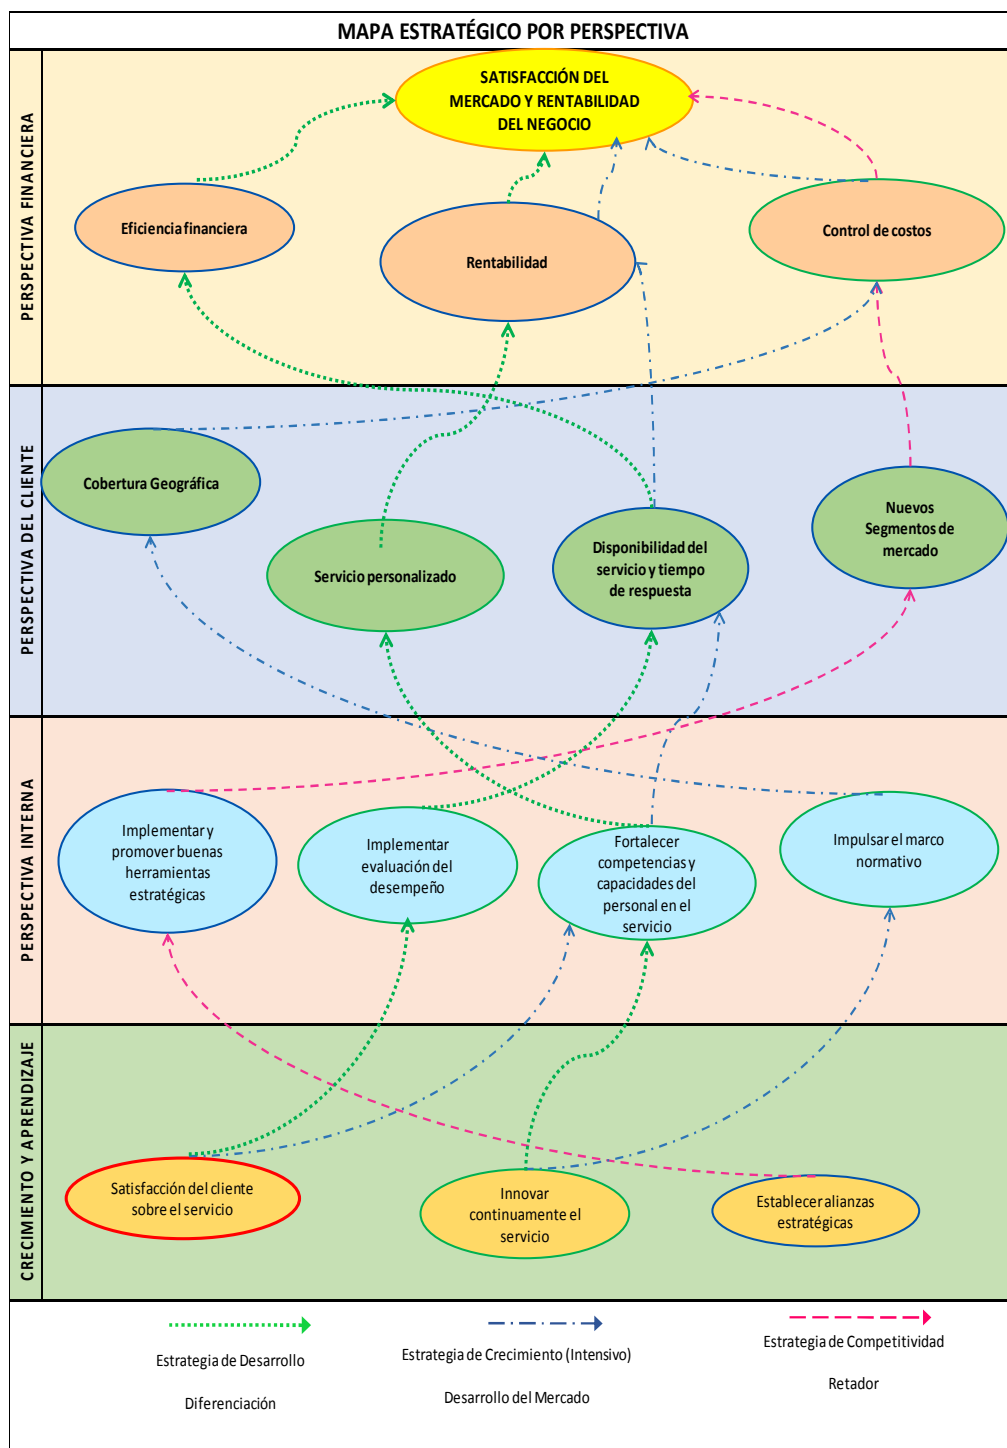 MAPA ESTRATÉGICO POR PERSPECTIVA
PERSPECTIVA FINANCIERA
SATISFACCIÓN DEL
MERCADO Y RENTABILIDAD
DEL NEGOCIO
Eficiencia financiera
Rentabilidad
Control de costos
PERSPECTIVA DEL CLIENTE
Cobertura Geográfica
Servicio personalizado
Disponibilidad del
servicio y tiempo
de respuesta
Nuevos
Segmentos de
mercado
PERSPECTIVA INTERNA
Implementar y
promover buenas
herramientas
estratégicas
Implementar
evaluación del
desempeño
Fortalecer
competencias y
capacidades del
personal en el
servicio
Impulsar el marco
normativo
CRECIMIENTO Y APRENDIZAJE
Satisfacción del cliente
sobre el servicio
Innovar
continuamente el
servicio
Establecer alianzas
estratégicas
Estrategia de Desarrollo
Diferenciación
Estrategia de Crecimiento (Intensivo)
Desarrollo del Mercado
Estrategia de Competitividad
Retador